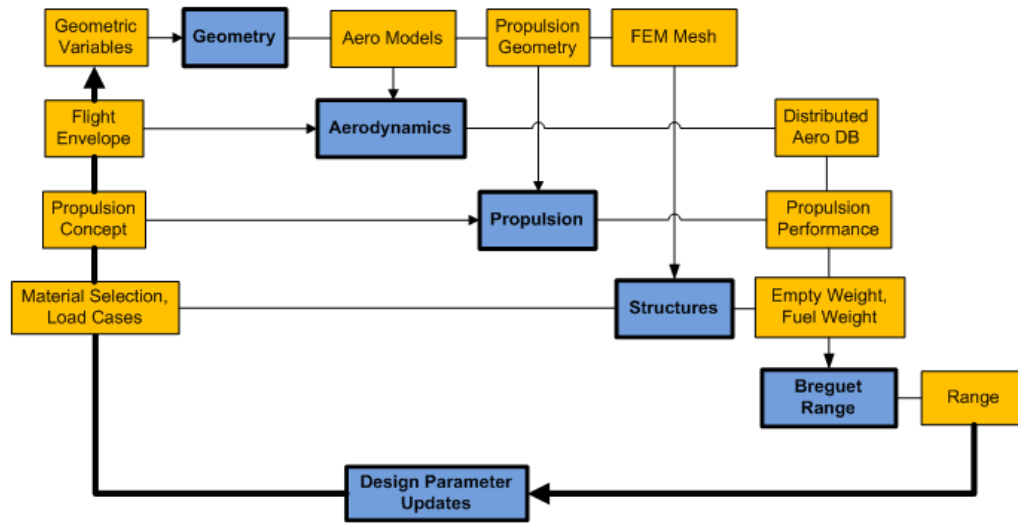 Geometric
Variables
Geometry
Aero Models
Propulsion
Geometry
FEM Mesh
Flight
Envelope
Aerodynamics
Distributed
Aero DB
Propulsion
Concept
Propulsion
Propulsion
Performance
Material Selection,
Load Cases
Structures
Empty Weight,
Fuel Weight
Breguet
Range
Range
Design Parameter
Updates